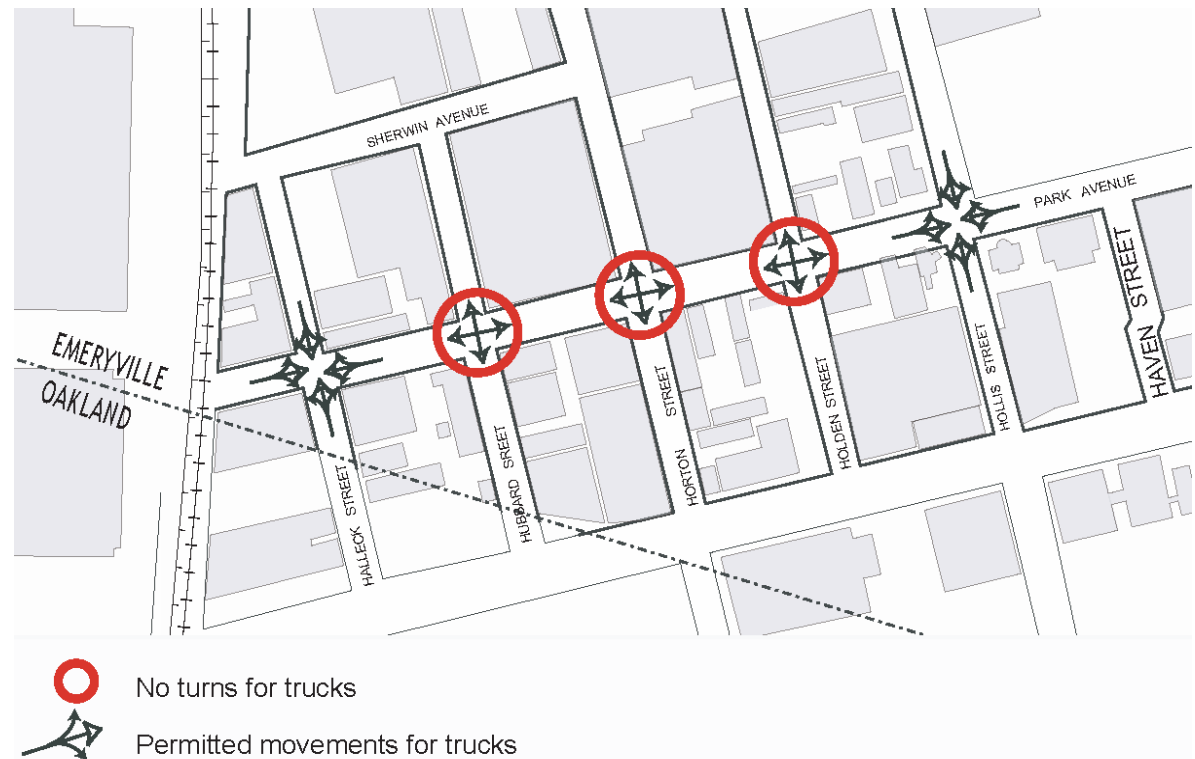 SHERWIN AVENUE
PARK AVENUE
EMERYVILLE
OAKLAND
HALLECK STREET
HUBBARD SREET
HORTON STREET
HOLDEN STREET
HOLLIS STREET
HAVEN STREET
No turns for trucks
Permitted movements for trucks